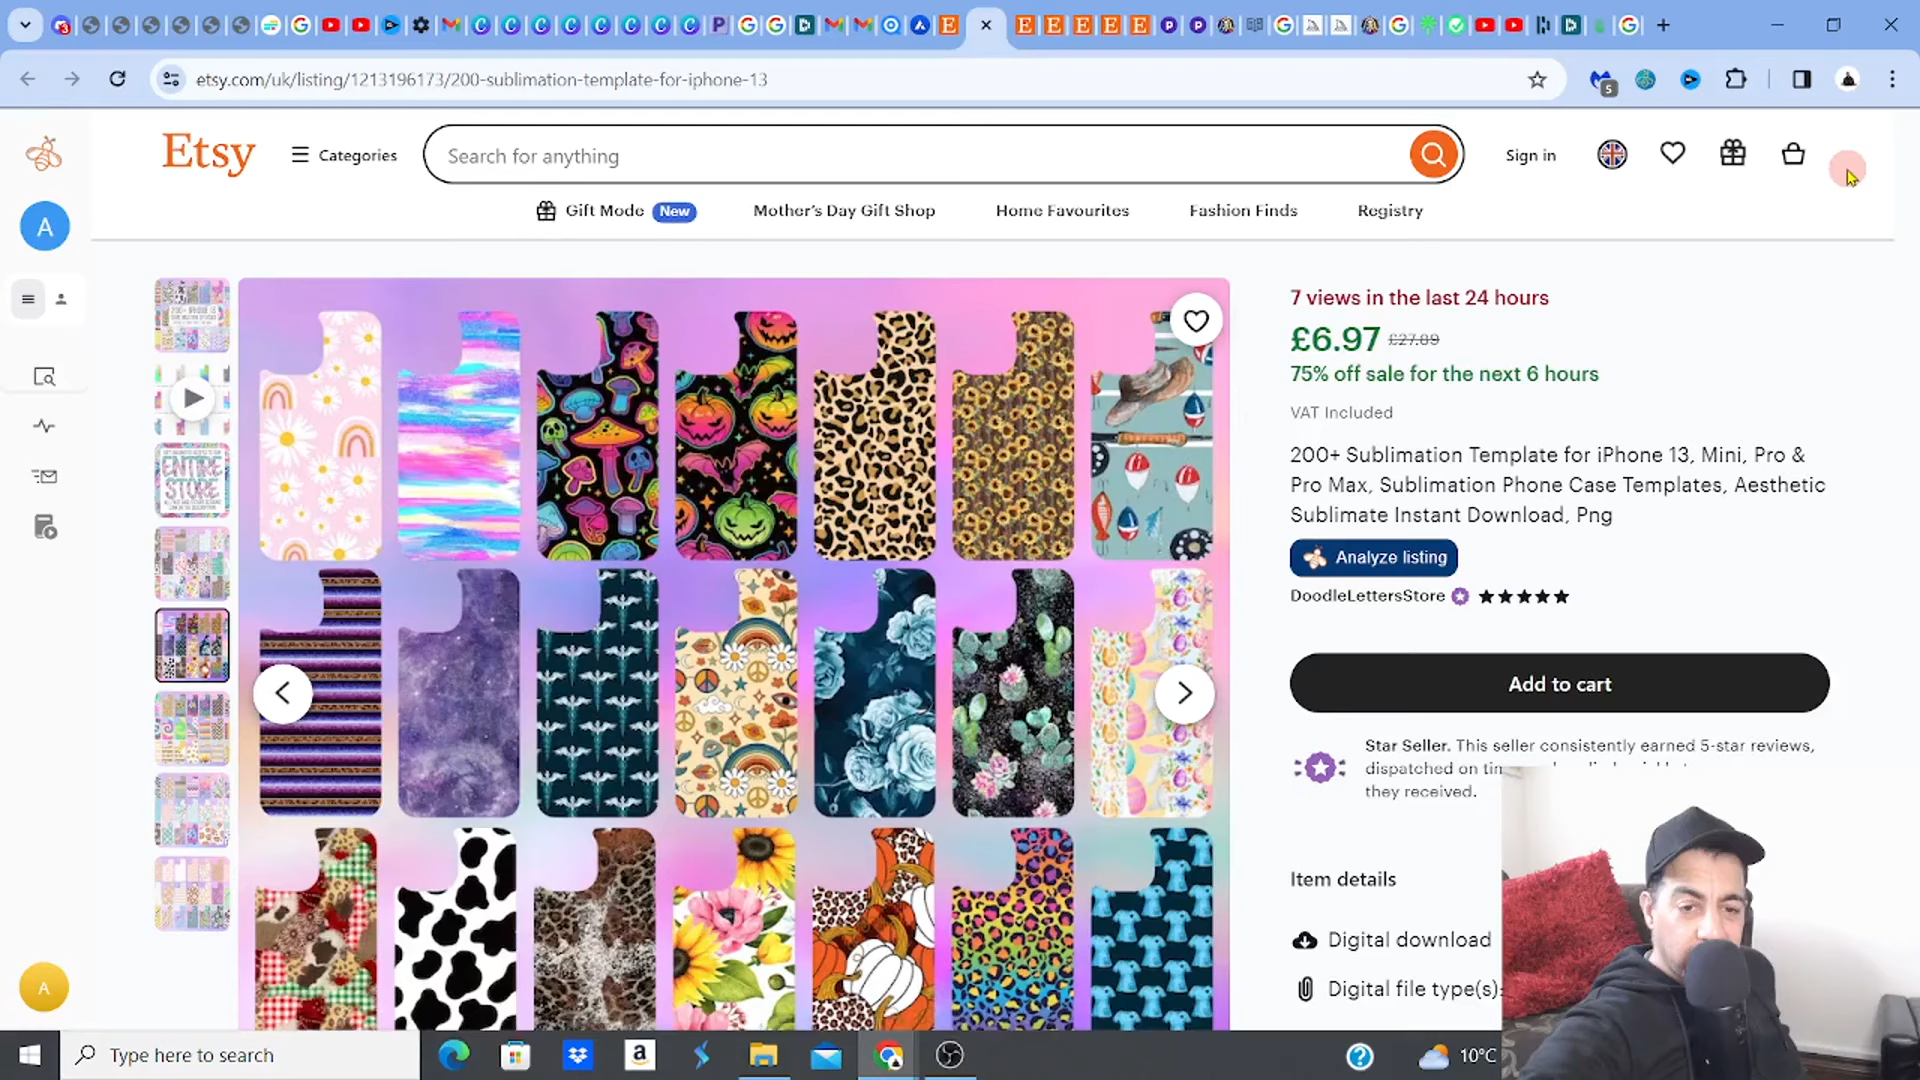 etsy.com/uk/listing/1213196173/200-sublimation-template-for-iphone-13
5
Etsy
Categories
Search for anything
Sign in
Gift Mode New
Mother's Day Gift Shop
Home Favourites
Fashion Finds
Registry
A
ENTIRE
STORE
7 views in the last 24 hours
£6.97 £27.89
75% off sale for the next 6 hours
VAT Included
200+ Sublimation Template for iPhone 13, Mini, Pro &
Pro Max, Sublimation Phone Case Templates, Aesthetic
Sublimate Instant Download, Png
Analyze listing
DoodleLettersStore
Add to cart
Star Seller. This seller consistently earned 5-star reviews,
dispatched on
they received.
Item details
Digital download
Digital file type(s):
A
Type here to search
10°C